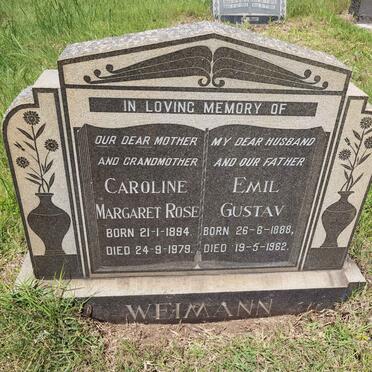 IN LOVING MEMORY OF
OUR DEAR MOTHER
AND GRANDMOTHER
CAROLINE
MARGARET ROSE
BORN 21-1-1894
DIED 24-9-1979.
MY DEAR HUSBAND
AND OUR FATHER
EMIL
GUSTAV
BORN 26-6-1888,
DIED 19-5-1962.
WEIMANN